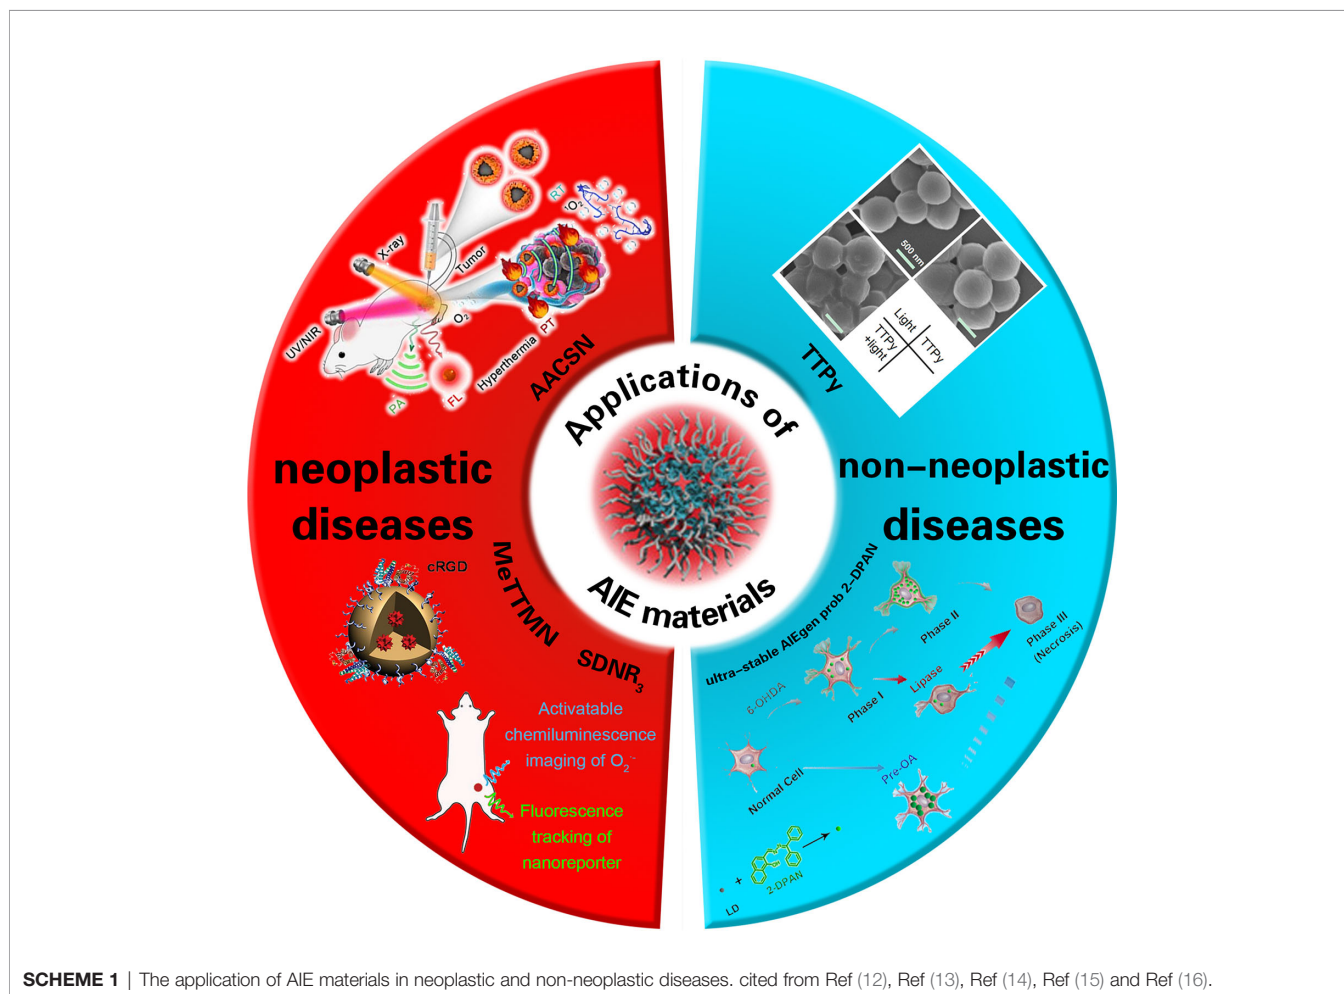 Applications of
AIE materials
neoplastic
diseases
X-ray
UV/NIR
Tumor
O₂
RT
¹O₂
PT
Hyperthermia
PA
FL
AACSN
cRGD
MeTTMN
SDNR₃
Activatable
chemiluminescence
imaging of O₂·⁻
Fluorescence
tracking of
nanoreporter
non-neoplastic
diseases
500 nm
Light
TTPy
TTPy
+light
TTPy
ultra-stable AIEgen prob 2-DPAN
6-OHDA
Phase II
Phase III
(Necrosis)
Phase I
Lipase
Normal Cell
Pre-OA
2-DPAN
+
LD
SCHEME 1 | The application of AIE materials in neoplastic and non-neoplastic diseases. cited from Ref (12), Ref (13), Ref (14), Ref (15) and Ref (16).